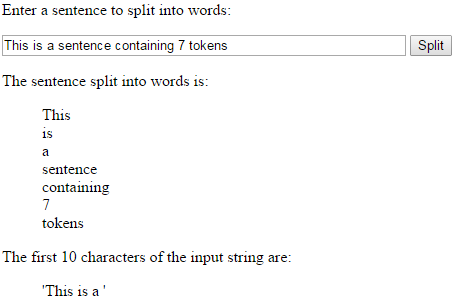 Enter a sentence to split into words:
This is a sentence containing 7 tokens Split
The sentence split into words is:
This
is
a
sentence
containing
7
tokens
The first 10 characters of the input string are:
'This is a '